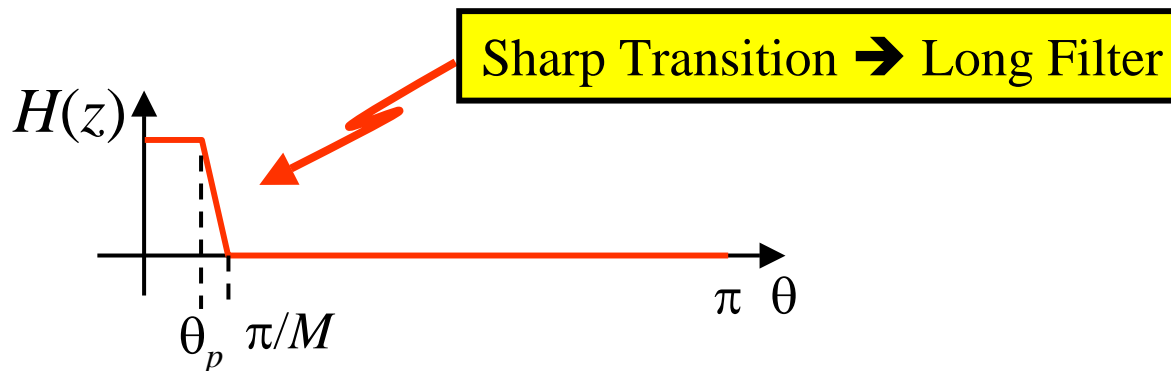 Sharp Transition ➔ Long Filter
H(z)
π θ
θp π/M